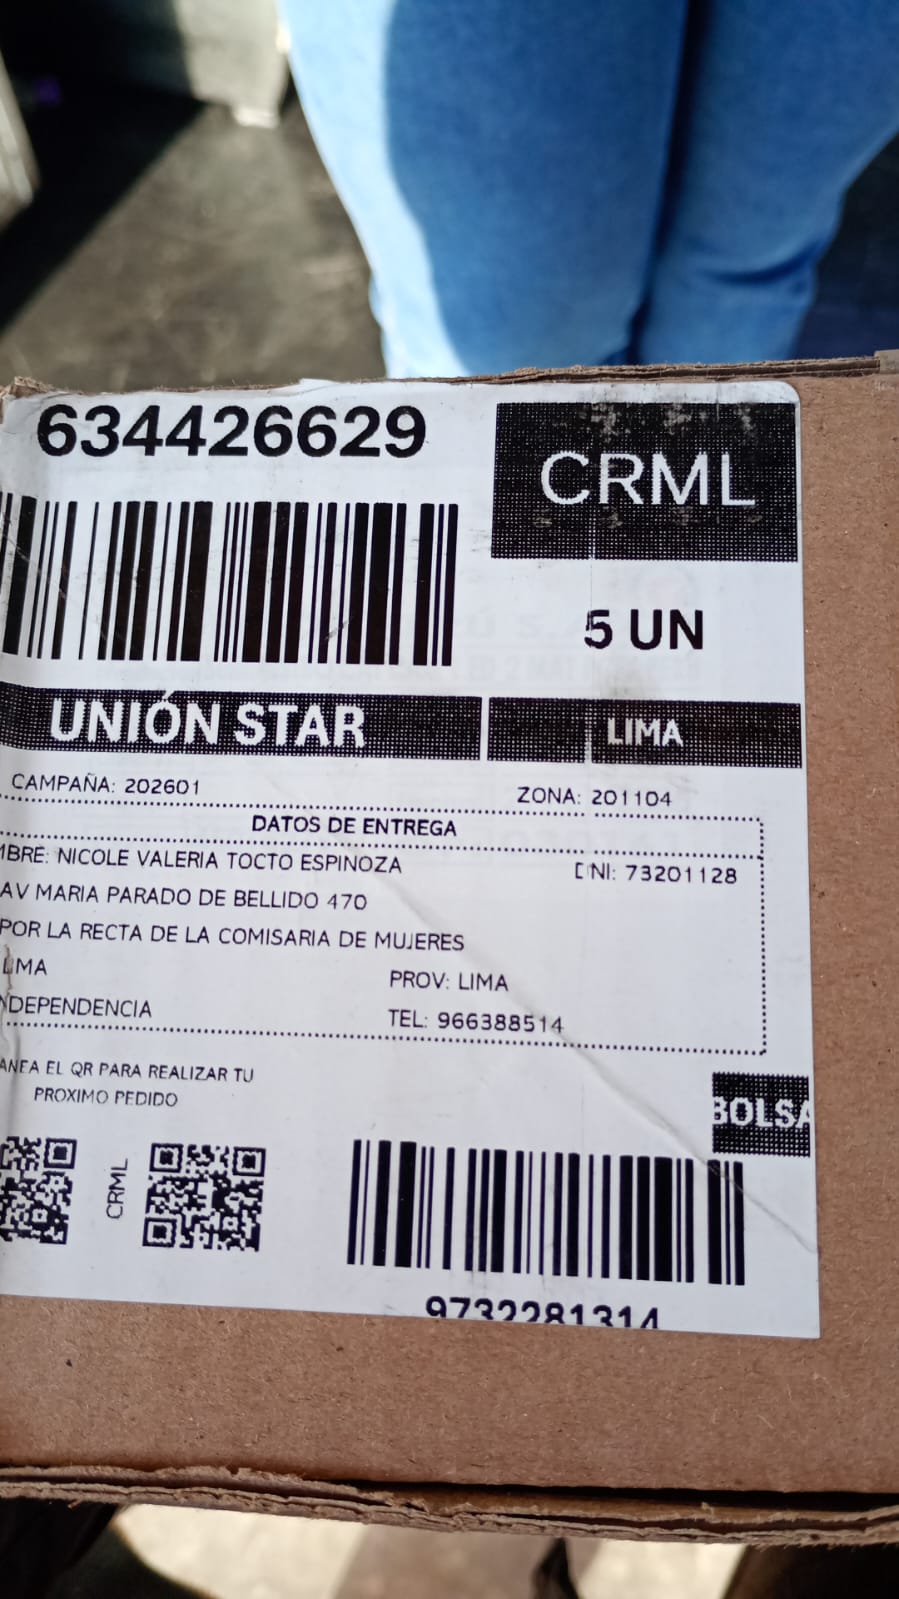 634426629
CRML
5 UN
UNIÓN STAR
LIMA
CAMPAÑA: 202601
ZONA: 201104
DATOS DE ENTREGA
MBRE: NICOLE VALERIA TOCTO ESPINOZA
DNI: 73201128
AV MARIA PARADO DE BELLIDO 470
POR LA RECTA DE LA COMISARIA DE MUJERES
LIMA
PROV: LIMA
NDEPENDENCIA
TEL: 966388514
ANEA EL QR PARA REALIZAR TU
PROXIMO PEDIDO
BOLSA
CRML
9732281314